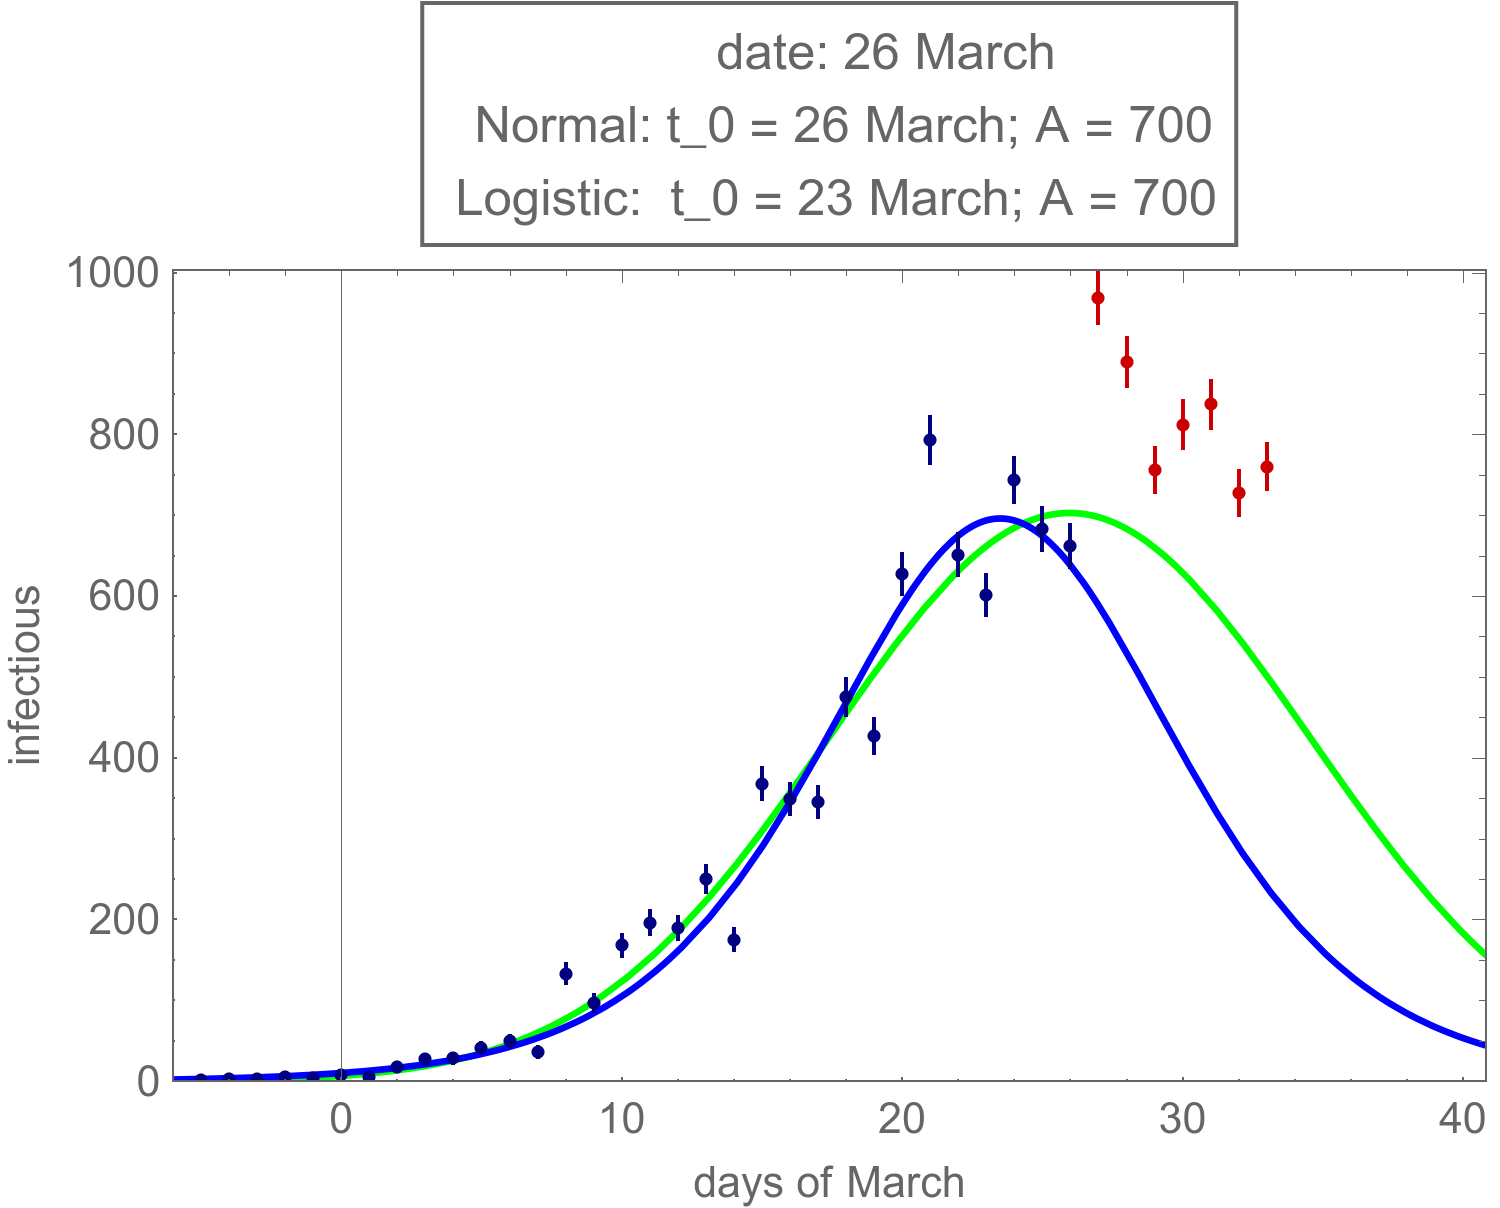 date: 26 March
Normal: t_0 = 26 March; A = 700
Logistic: t_0 = 23 March; A = 700
1000
800
600
400
200
0
infectious
0 10 20 30 40
days of March